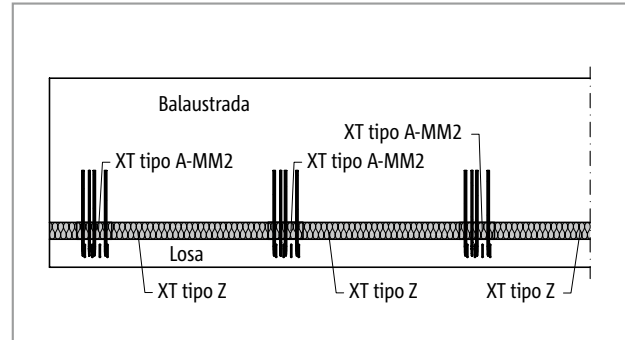 Balaustrada
XT tipo A-MM2
XT tipo A-MM2
XT tipo A-MM2
Losa
XT tipo Z
XT tipo Z
XT tipo Z